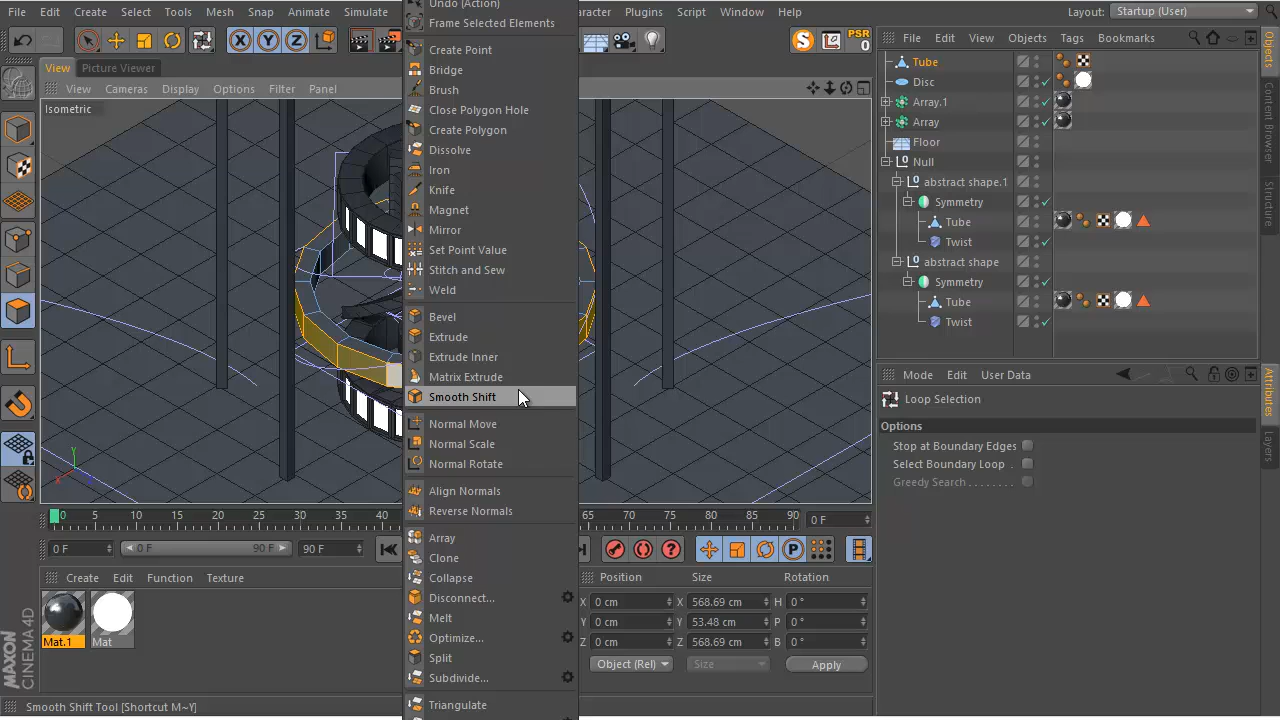 File Edit Create Select Tools Mesh Snap Animate Simulate
Plugins Script Window Help
Layout: Startup (User)
X Y Z
S
PSR
0
View Picture Viewer
View Cameras Display Options Filter Panel
Isometric
Y
X
Undo (Action)
Frame Selected Elements
Create Point
Bridge
Brush
Close Polygon Hole
Create Polygon
Dissolve
Iron
Knife
Magnet
Mirror
Set Point Value
Stitch and Sew
Weld
Bevel
Extrude
Extrude Inner
Matrix Extrude
Smooth Shift
Normal Move
Normal Scale
Normal Rotate
Align Normals
Reverse Normals
Array
Clone
Collapse
Disconnect...
Melt
Optimize...
Split
Subdivide...
Triangulate
File Edit View Objects Tags Bookmarks
Tube
Disc
Array.1
Array
Floor
Null
abstract shape.1
Symmetry
Tube
Twist
abstract shape
Symmetry
Tube
Twist
Objects
Content Browser
Structure
Mode Edit User Data
Loop Selection
Options
Stop at Boundary Edges
Select Boundary Loop .
Greedy Search . . . . . . . .
Attributes
Layers
0 5 10 15 20 25 30 35 40
65 70 75 80 85 90 0 F
0 F 0 F 90 F 90 F
P
Create Edit Function Texture
Mat.1 Mat
MAXON
CINEMA 4D
Position Size Rotation
X 0 cm X 568.69 cm H 0 °
Y 0 cm Y 53.48 cm P 0 °
Z 0 cm Z 568.69 cm B 0 °
Object (Rel) Size Apply
Smooth Shift Tool [Shortcut M~Y]